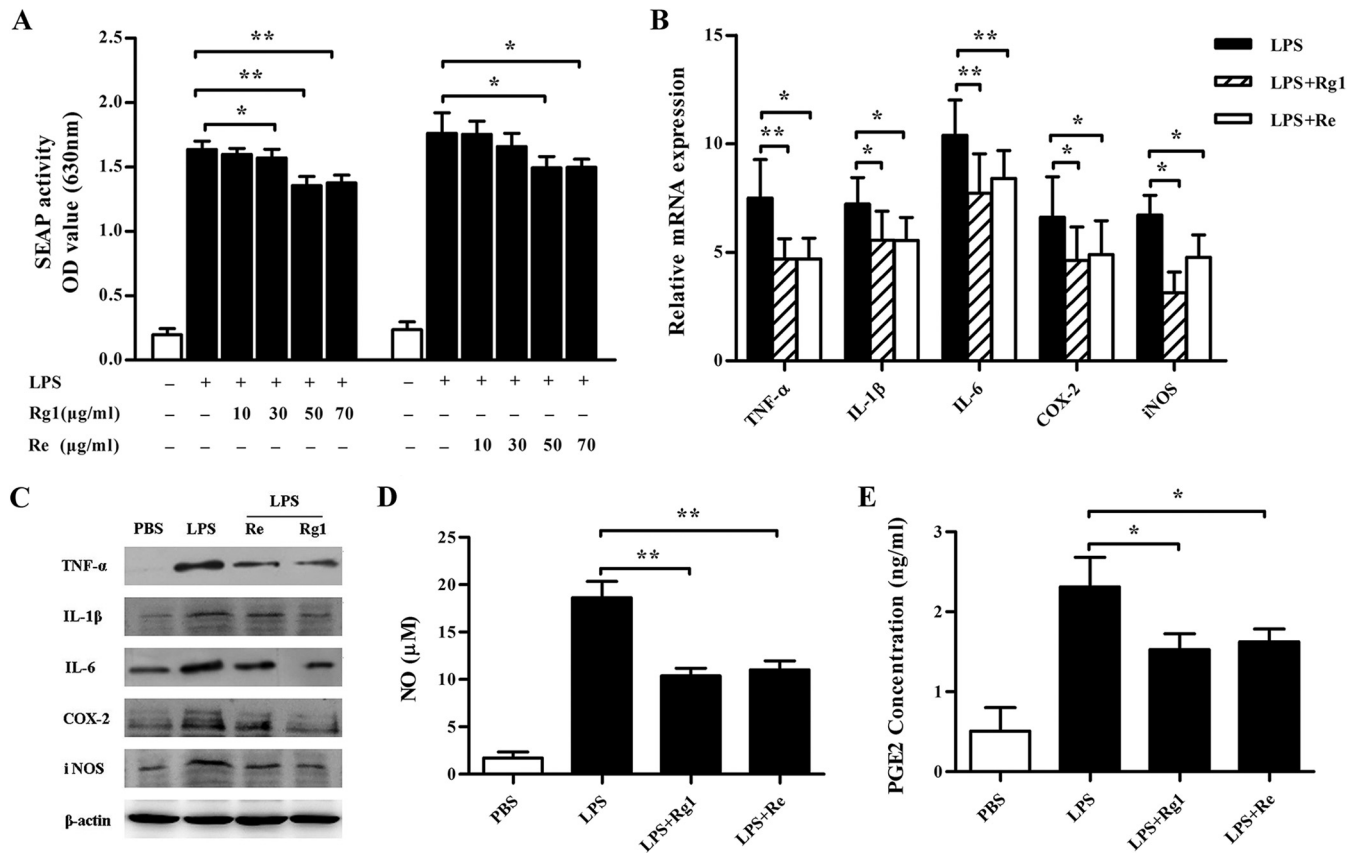 A
SEAP activity
OD value (630nm)
2.5
2.0
1.5
1.0
0.5
0.0
**
**
*
*
*
LPS – + + + + + – + + + + +
Rg1(μg/ml) – – 10 30 50 70 – – – – – –
Re (μg/ml) – – – – – – – – 10 30 50 70
B
Relative mRNA expression
15
10
5
0
**
*
*
*
**
**
*
*
*
*
LPS
LPS+Rg1
LPS+Re
TNF-α
IL-1β
IL-6
COX-2
iNOS
C
LPS
PBS LPS Re Rg1
TNF-α
IL-1β
IL-6
COX-2
i NOS
β-actin
D
NO (μM)
25
20
15
10
5
0
**
**
PBS
LPS
LPS+Rg1
LPS+Re
E
PGE2 Concentration (ng/ml)
3
2
1
0
*
*
PBS
LPS
LPS+Rg1
LPS+Re